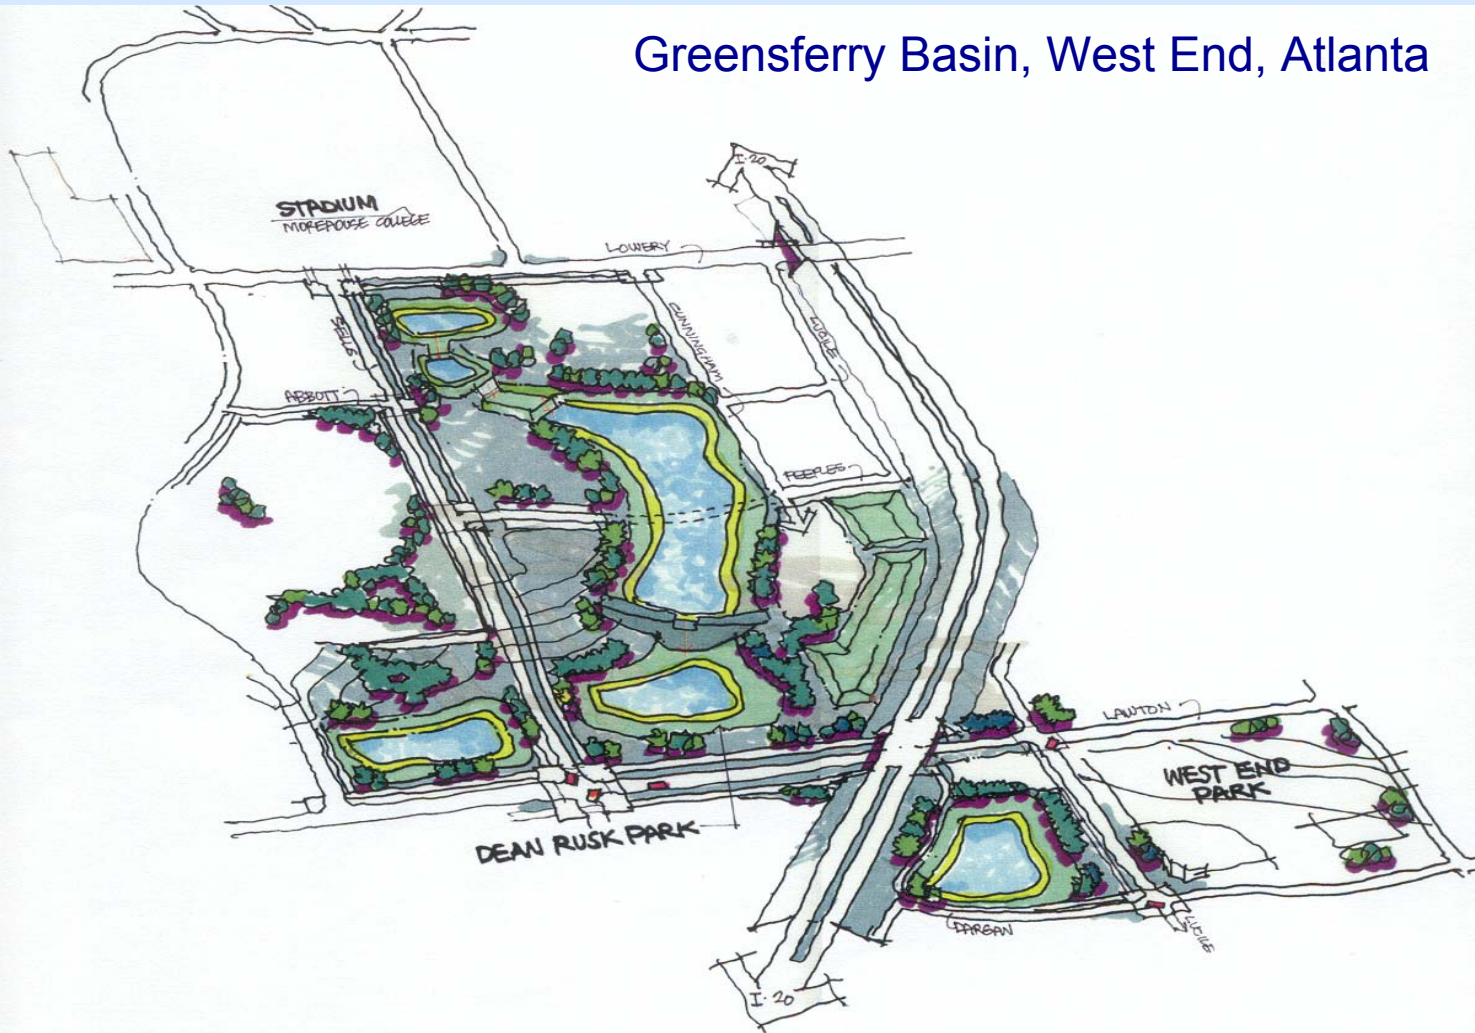 Greensferry Basin, West End, Atlanta
I-20
STADIUM
MOREHOUSE COLLEGE
LOWERY
SELLS
CUNNINGHAM
LUCILE
ABBOTT
PEEPLES
LAWTON
WEST END
PARK
DEAN RUSK PARK
DARGAN
LUCILE
I-20